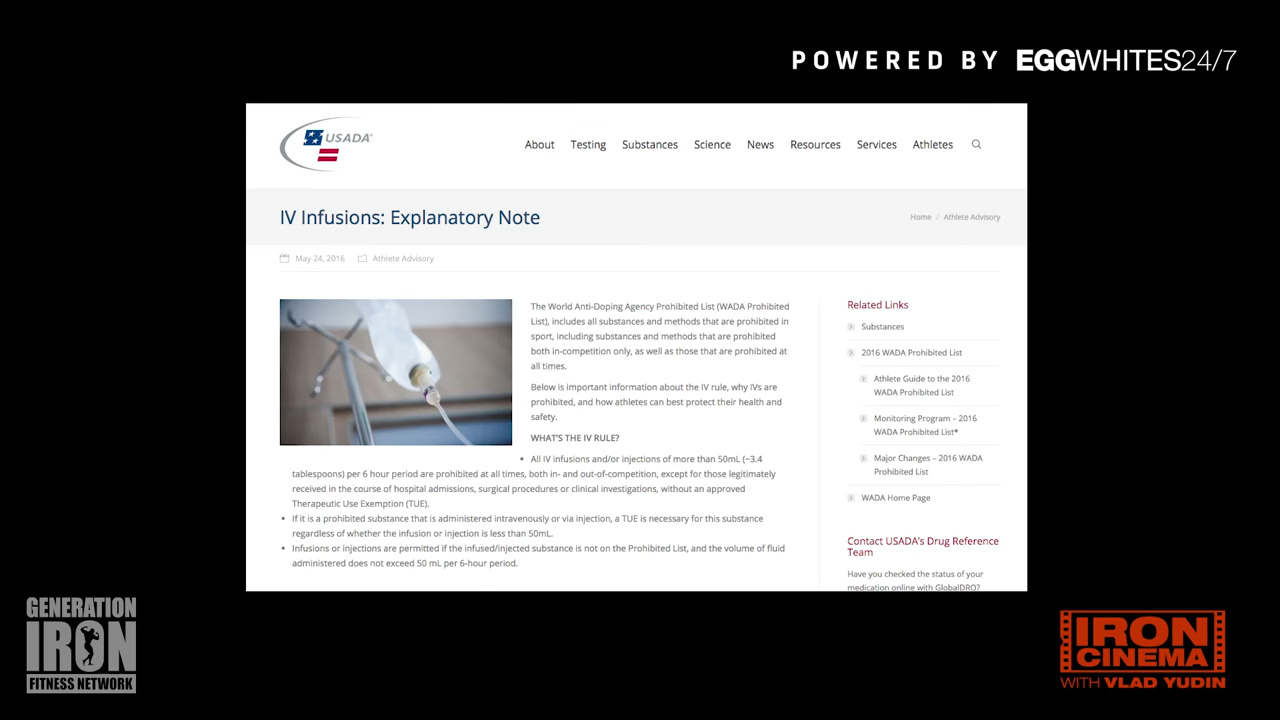 POWERED BY EGGWHITES24/7
USADA
About Testing Substances Science News Resources Services Athletes
IV Infusions: Explanatory Note
Home / Athlete Advisory
May 24, 2016 Athlete Advisory
The World Anti-Doping Agency Prohibited List (WADA Prohibited
List), includes all substances and methods that are prohibited in
sport, including substances and methods that are prohibited
both in-competition only, as well as those that are prohibited at
all times.
Below is important information about the IV rule, why IVs are
prohibited, and how athletes can best protect their health and
safety.
WHAT'S THE IV RULE?
• All IV infusions and/or injections of more than 50mL (~3.4
tablespoons) per 6 hour period are prohibited at all times, both in- and out-of-competition, except for those legitimately
received in the course of hospital admissions, surgical procedures or clinical investigations, without an approved
Therapeutic Use Exemption (TUE).
• If it is a prohibited substance that is administered intravenously or via injection, a TUE is necessary for this substance
regardless of whether the infusion or injection is less than 50mL.
• Infusions or injections are permitted if the infused/injected substance is not on the Prohibited List, and the volume of fluid
administered does not exceed 50 mL per 6-hour period.
Related Links
Substances
2016 WADA Prohibited List
Athlete Guide to the 2016
WADA Prohibited List
Monitoring Program – 2016
WADA Prohibited List*
Major Changes – 2016 WADA
Prohibited List
WADA Home Page
Contact USADA's Drug Reference
Team
Have you checked the status of your
medication online with GlobalDRO?
GENERATION
IRON
FITNESS NETWORK
IRON
CINEMA
WITH VLAD YUDIN